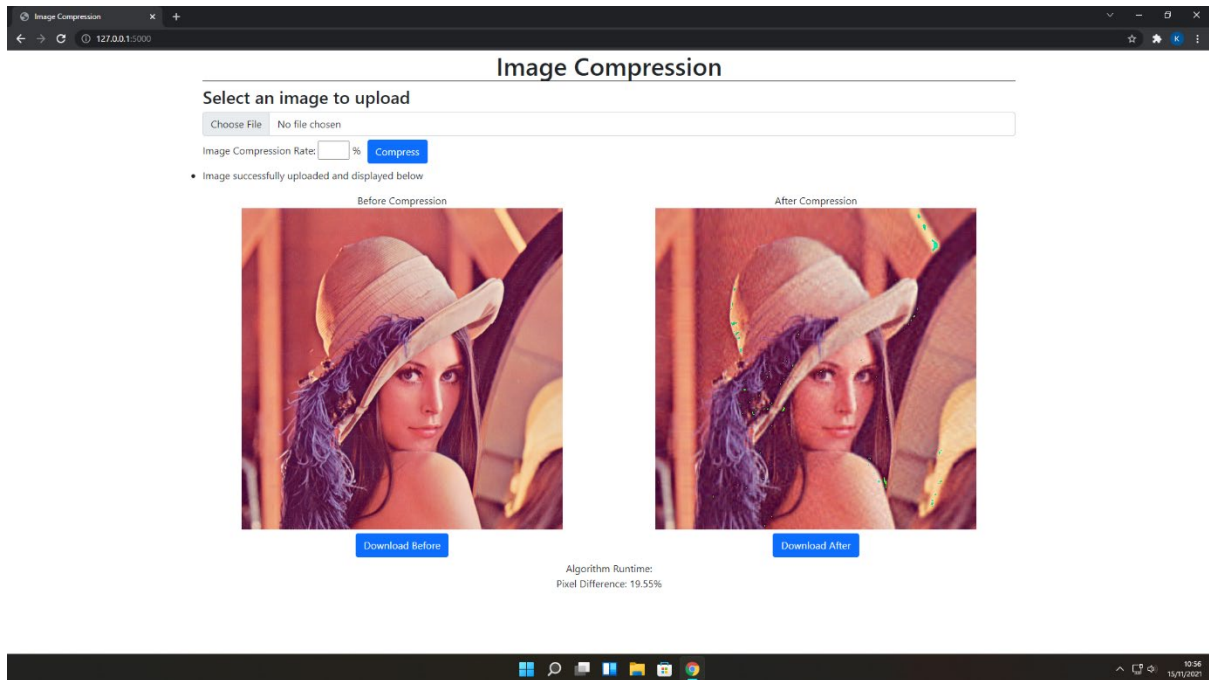 Image Compression
127.0.0.1:5000
K
Image Compression
Select an image to upload
Choose File No file chosen
Image Compression Rate: % Compress
Image successfully uploaded and displayed below
Before Compression After Compression
Download Before Download After
Algorithm Runtime:
Pixel Difference: 19.55%
10:56
15/11/2021